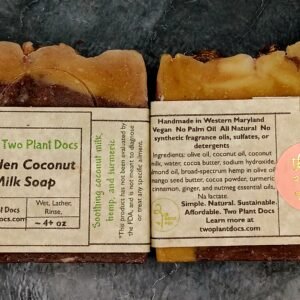 Two Plant Docs
den Coconut
Milk Soap
Wet, Lather,
Rinse,
t Docs
cs.com
~ 4+ oz
Soothing coconut milk,
hemp, and turmeric
*This product has not been evaluated by
the FDA, and is not meant to diagnose
or treat any specific ailment.
Handmade in Western Maryland
Vegan No Palm Oil All Natural No
synthetic fragrance oils, sulfates, or
detergents
Ingredients: olive oil, coconut oil, coconut
milk, water, cocoa butter, sodium hydroxide
almond oil, broad-spectrum hemp in olive oil
mango seed butter, cocoa powder, turmeric
cinnamon, ginger, and nutmeg essential oils,
Na lactate
Simple. Natural. Sustainable.
Affordable. Two Plant Docs
Learn more at
twoplantdocs.com